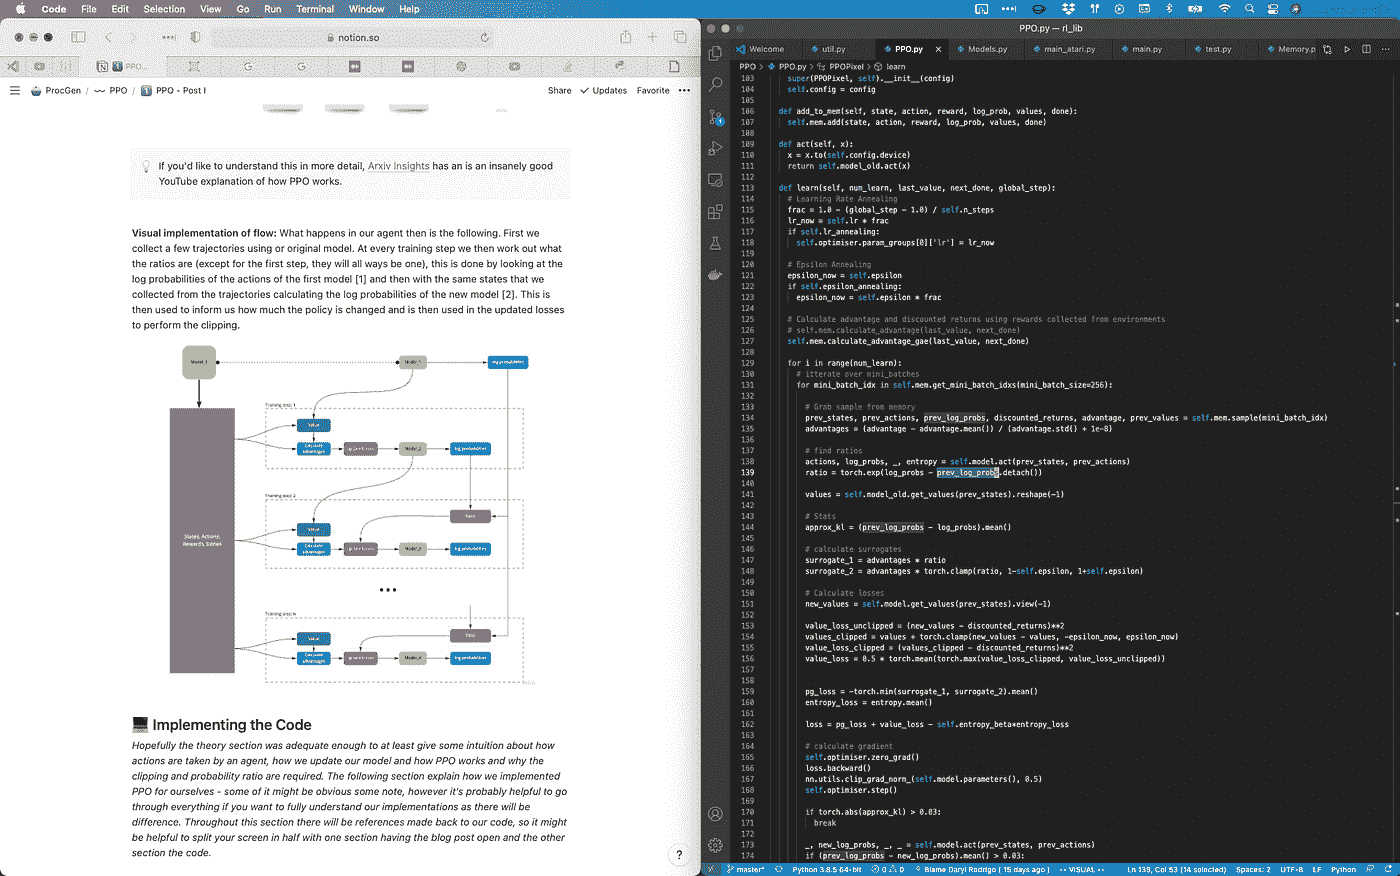 Code File Edit Selection View Go Run Terminal Window Help
notion.so
PPO...
ProcGen / PPO / PPO - Post I
Share Updates Favorite •••
If you'd like to understand this in more detail, Arxiv Insights has an is an insanely good
YouTube explanation of how PPO works.
Visual implementation of flow: What happens in our agent then is the following. First we
collect a few trajectories using or original model. At every training step we then work out what
the ratios are (except for the first step, they will all ways be one), this is done by looking at the
log probabilities of the actions of the first model [1] and then with the same states that we
collected from the trajectories calculating the log probabilities of the new model [2]. This is
then used to inform us how much the policy is changed and is then used in the updated losses
to perform the clipping.
Training step: 1
Training step: 2
States, Actions,
Rewards, Dones
•••
Training step: n
Implementing the Code
Hopefully the theory section was adequate enough to at least give some intuition about how
actions are taken by an agent, how we update our model and how PPO works and why the
clipping and probability ratio are required. The following section explain how we implemented
PPO for ourselves - some of it might be obvious some note, however it's probably helpful to go
through everything if you want to fully understand our implementations as there will be
difference. Throughout this section there will be references made back to our code, so it might
be helpful to split your screen in half with one section having the blog post open and the other
section the code.
?
PPO.py — rl_lib
Welcome util.py PPO.py Models.py main_atari.py main.py test.py Memory.p
PPO > PPO.py > PPOPixel > learn
103 super(PPOPixel, self).__init__(config)
104 self.config = config
105
106 def add_to_mem(self, state, action, reward, log_prob, values, done):
107 self.mem.add(state, action, reward, log_prob, values, done)
108
109 def act(self, x):
110 x = x.to(self.config.device)
111 return self.model_old.act(x)
112
113 def learn(self, num_learn, last_value, next_done, global_step):
114 # Learning Rate Annealing
115 frac = 1.0 - (global_step - 1.0) / self.n_steps
116 lr_now = self.lr * frac
117 if self.lr_annealing:
118 self.optimiser.param_groups[0]['lr'] = lr_now
119
120 # Epsilon Annealing
121 epsilon_now = self.epsilon
122 if self.epsilon_annealing:
123 epsilon_now = self.epsilon * frac
124
125 # Calculate advantage and discounted returns using rewards collected from environments
126 # self.mem.calculate_advantage(last_value, next_done)
127 self.mem.calculate_advantage_gae(last_value, next_done)
128
129 for i in range(num_learn):
130 # itterate over mini_batches
131 for mini_batch_idx in self.mem.get_mini_batch_idxs(mini_batch_size=256):
132
133 # Grab sample from memory
134 prev_states, prev_actions, prev_log_probs, discounted_returns, advantage, prev_values = self.mem.sample(mini_batch_idx)
135 advantages = (advantage - advantage.mean()) / (advantage.std() + 1e-8)
136
137 # find ratios
138 actions, log_probs, _, entropy = self.model.act(prev_states, prev_actions)
139 ratio = torch.exp(log_probs - prev_log_probs.detach())
140
141 values = self.model_old.get_values(prev_states).reshape(-1)
142
143 # Stats
144 approx_kl = (prev_log_probs - log_probs).mean()
145
146 # calculate surrogates
147 surrogate_1 = advantages * ratio
148 surrogate_2 = advantages * torch.clamp(ratio, 1-self.epsilon, 1+self.epsilon)
149
150 # Calculate losses
151 new_values = self.model.get_values(prev_states).view(-1)
152
153 value_loss_unclipped = (new_values - discounted_returns)**2
154 values_clipped = values + torch.clamp(new_values - values, -epsilon_now, epsilon_now)
155 value_loss_clipped = (values_clipped - discounted_returns)**2
156 value_loss = 0.5 * torch.mean(torch.max(value_loss_clipped, value_loss_unclipped))
157
158
159 pg_loss = -torch.min(surrogate_1, surrogate_2).mean()
160 entropy_loss = entropy.mean()
161
162 loss = pg_loss + value_loss - self.entropy_beta*entropy_loss
163
164 # calculate gradient
165 self.optimiser.zero_grad()
166 loss.backward()
167 nn.utils.clip_grad_norm_(self.model.parameters(), 0.5)
168 self.optimiser.step()
169
170 if torch.abs(approx_kl) > 0.03:
171 break
172
173 _, new_log_probs, _, _ = self.model.act(prev_states, prev_actions)
174 if (prev_log_probs - new_log_probs).mean() > 0.03:
master* Python 3.8.5 64-bit 0 0 Blame Daryl Rodrigo ( 15 days ago ) -- VISUAL -- Ln 139, Col 53 (14 selected) Spaces: 2 UTF-8 LF Python